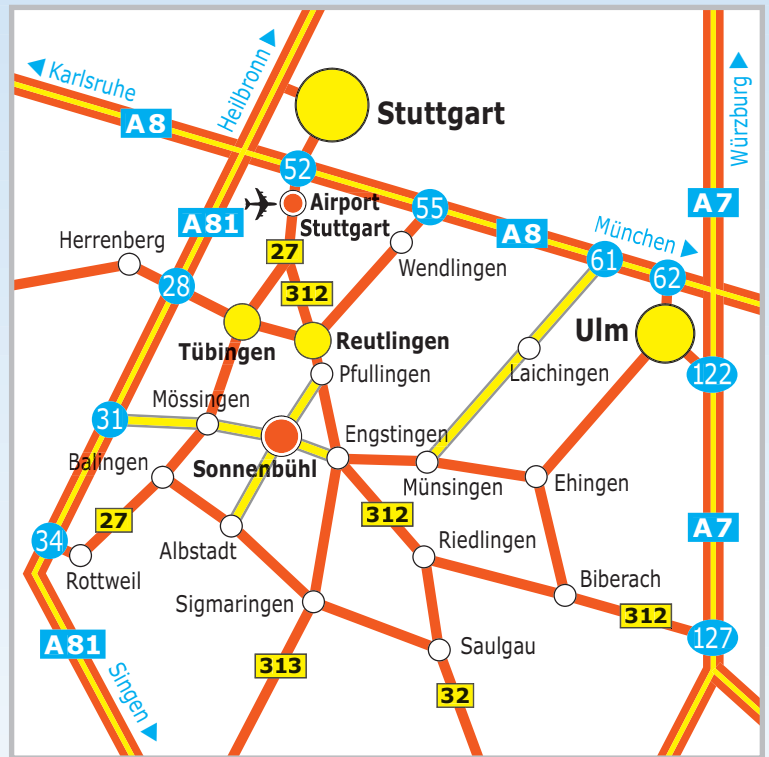 Karlsruhe
Heilbronn
Stuttgart
Würzburg
A8
52
Airport
Stuttgart
55
A7
A81
A8
München
Herrenberg
27
Wendlingen
61
62
28
312
Ulm
Tübingen
Reutlingen
Pfullingen
Laichingen
122
Mössingen
31
Engstingen
Balingen
Sonnenbühl
Münsingen
Ehingen
27
312
A7
34
Albstadt
Riedlingen
Rottweil
Biberach
Sigmaringen
312
A81
Saulgau
127
Singen
313
32